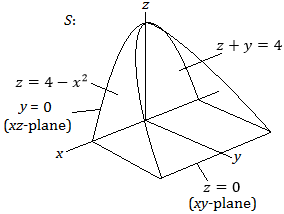 S:
z
z + y = 4
z = 4 − x²
y = 0
(xz-plane)
x
y
z = 0
(xy-plane)